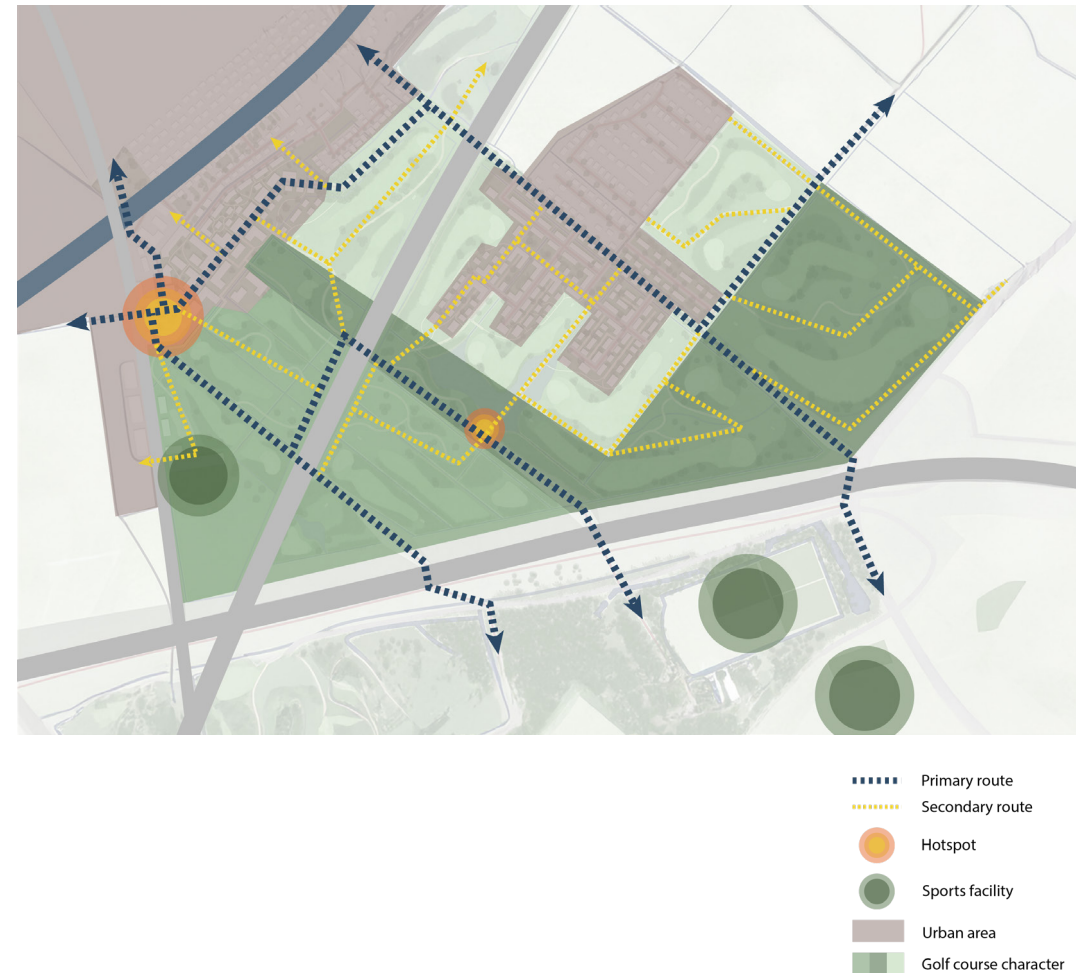 Primary route
Secondary route
Hotspot
Sports facility
Urban area
Golf course character